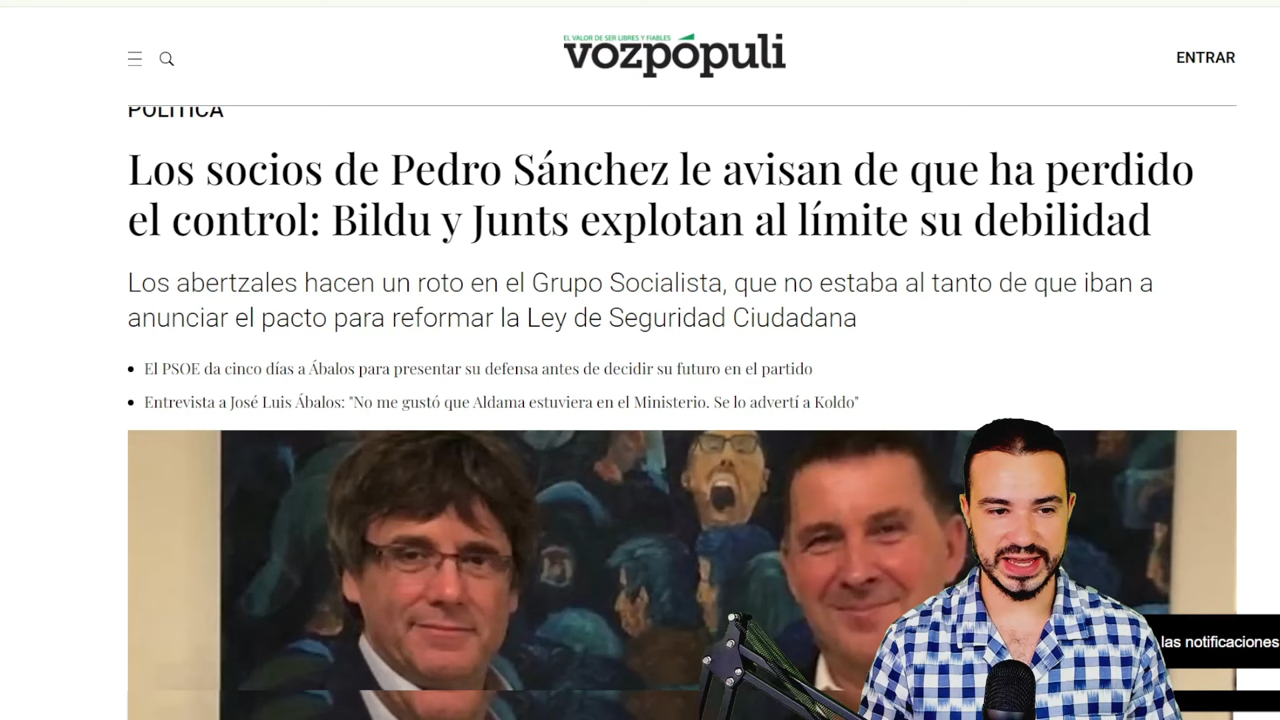 EL VALOR DE SER LIBRES Y FIABLES
vozpópuli
ENTRAR
POLÍTICA
Los socios de Pedro Sánchez le avisan de que ha perdido
el control: Bildu y Junts explotan al límite su debilidad
Los abertzales hacen un roto en el Grupo Socialista, que no estaba al tanto de que iban a
anunciar el pacto para reformar la Ley de Seguridad Ciudadana
El PSOE da cinco días a Ábalos para presentar su defensa antes de decidir su futuro en el partido
Entrevista a José Luis Ábalos: "No me gustó que Aldama estuviera en el Ministerio. Se lo advertí a Koldo"
las notificaciones